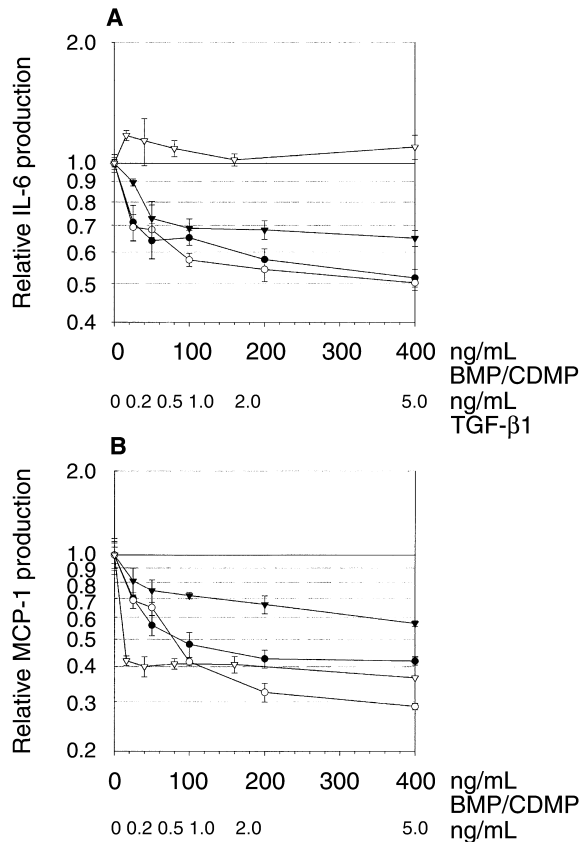 A
Relative IL-6 production
2.0
1.0
0.9
0.8
0.7
0.6
0.5
0.4
0 100 200 300 400 ng/mL
BMP/CDMP
0 0.2 0.5 1.0 2.0 5.0 ng/mL
TGF-β1
B
Relative MCP-1 production
2.0
1.0
0.9
0.8
0.7
0.6
0.5
0.4
0.3
0.2
0 100 200 300 400 ng/mL
BMP/CDMP
0 0.2 0.5 1.0 2.0 5.0 ng/mL